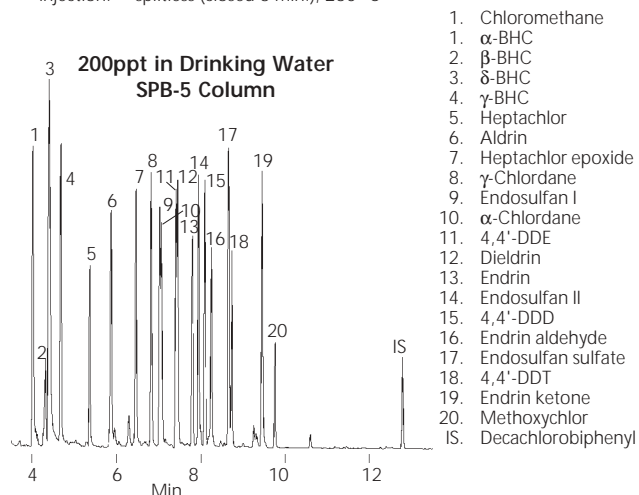 splitless (closed
200ppt in Drinking Water
SPB-5 Column
3
1
4
2
5
6
7
8
9
10
11
12
13
14
15
16
17
18
19
20
IS
4 6 8 10 12
Min
1. Chloromethane
1. α-BHC
2. β-BHC
3. δ-BHC
4. γ-BHC
5. Heptachlor
6. Aldrin
7. Heptachlor epoxide
8. γ-Chlordane
9. Endosulfan I
10. α-Chlordane
11. 4,4'-DDE
12. Dieldrin
13. Endrin
14. Endosulfan II
15. 4,4'-DDD
16. Endrin aldehyde
17. Endosulfan sulfate
18. 4,4'-DDT
19. Endrin ketone
20. Methoxychlor
IS. Decachlorobiphenyl